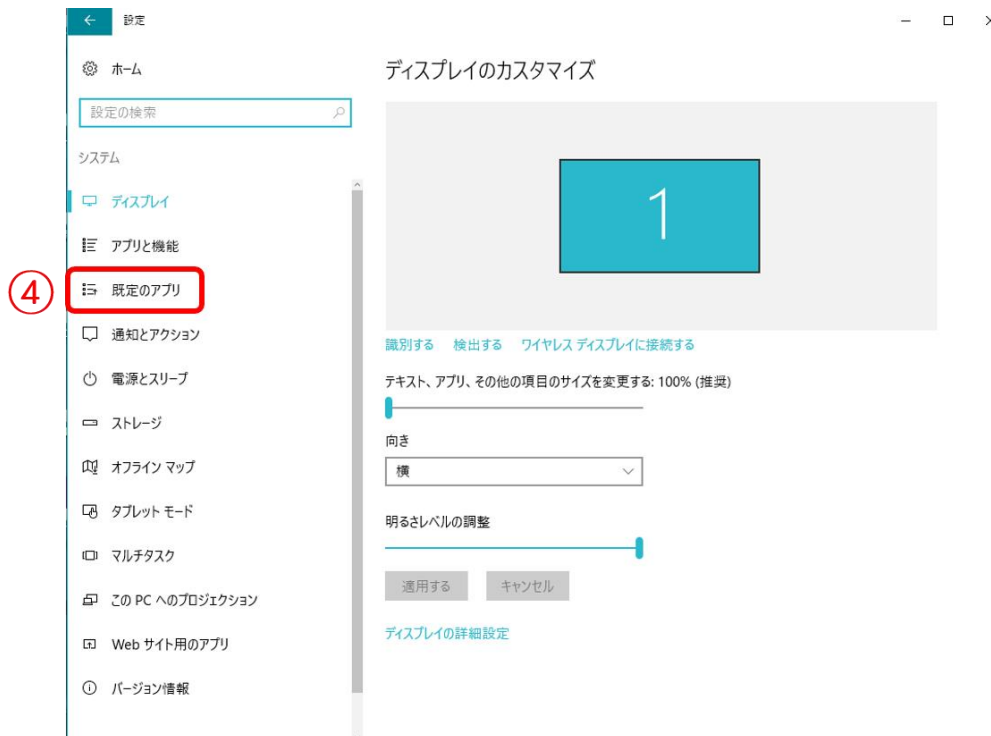 設定
ホーム
設定の検索
システム
ディスプレイ
アプリと機能
④
既定のアプリ
通知とアクション
電源とスリープ
ストレージ
オフライン マップ
タブレット モード
マルチタスク
この PC へのプロジェクション
Web サイト用のアプリ
バージョン情報
ディスプレイのカスタマイズ
1
識別する 検出する ワイヤレス ディスプレイに接続する
テキスト、アプリ、その他の項目のサイズを変更する: 100% (推奨)
向き
横
明るさレベルの調整
適用する キャンセル
ディスプレイの詳細設定